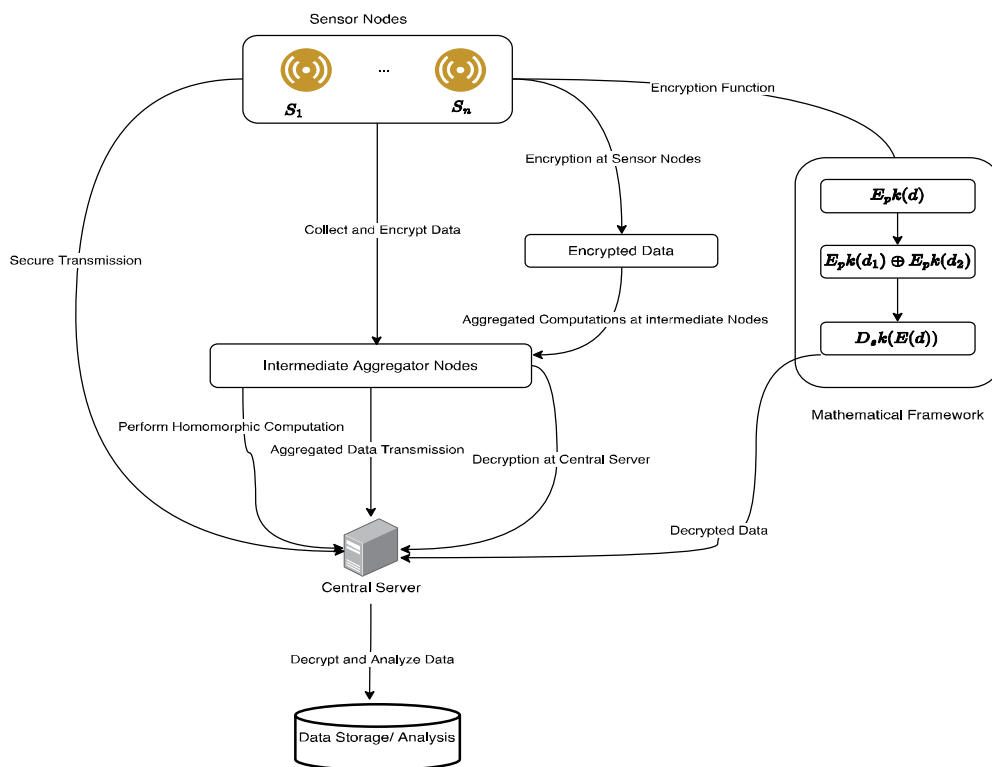 Sensor Nodes
...
S₁
Sₙ
Encryption Function
Encryption at Sensor Nodes
Eₚk(d)
Collect and Encrypt Data
Encrypted Data
Secure Transmission
Eₚk(d₁) ⊕ Eₚk(d₂)
Aggregated Computations at intermediate Nodes
Dₛk(E(d))
Intermediate Aggregator Nodes
Mathematical Framework
Perform Homomorphic Computation
Aggregated Data Transmission
Decryption at Central Server
Decrypted Data
Central Server
Decrypt and Analyze Data
Data Storage/ Analysis